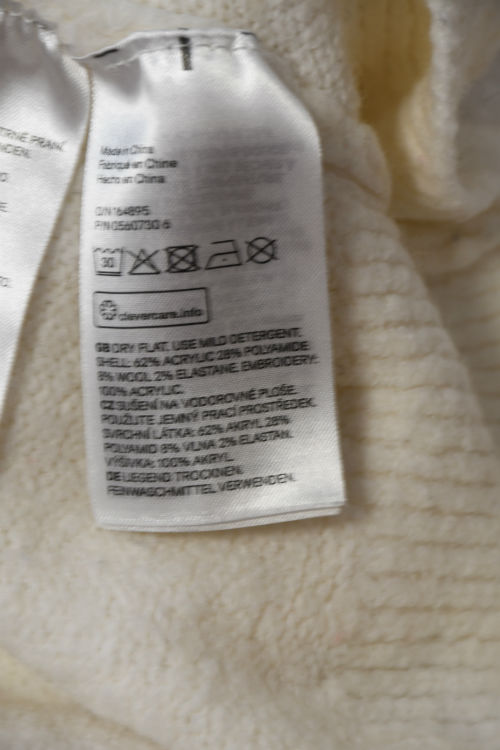 TRNÉ PRANÍ.
Made in China
Fabriqué en Chine
Hecho en China
O/N 164895
P/N 0560730 6
30
clevercare.info
GB DRY FLAT. USE MILD DETERGENT.
SHELL: 62% ACRYLIC 28% POLYAMIDE
8% WOOL 2% ELASTANE. EMBROIDERY:
100% ACRYLIC.
CZ SUŠENÍ NA VODOROVNÉ PLOŠE.
POUŽIJTE JEMNÝ PRACÍ PROSTŘEDEK.
SVRCHNÍ LÁTKA: 62% AKRYL 28%
POLYAMID 8% VLNA 2% ELASTAN.
VÝŠIVKA: 100% AKRYL.
DE LIEGEND TROCKNEN.
FEINWASCHMITTEL VERWENDEN.